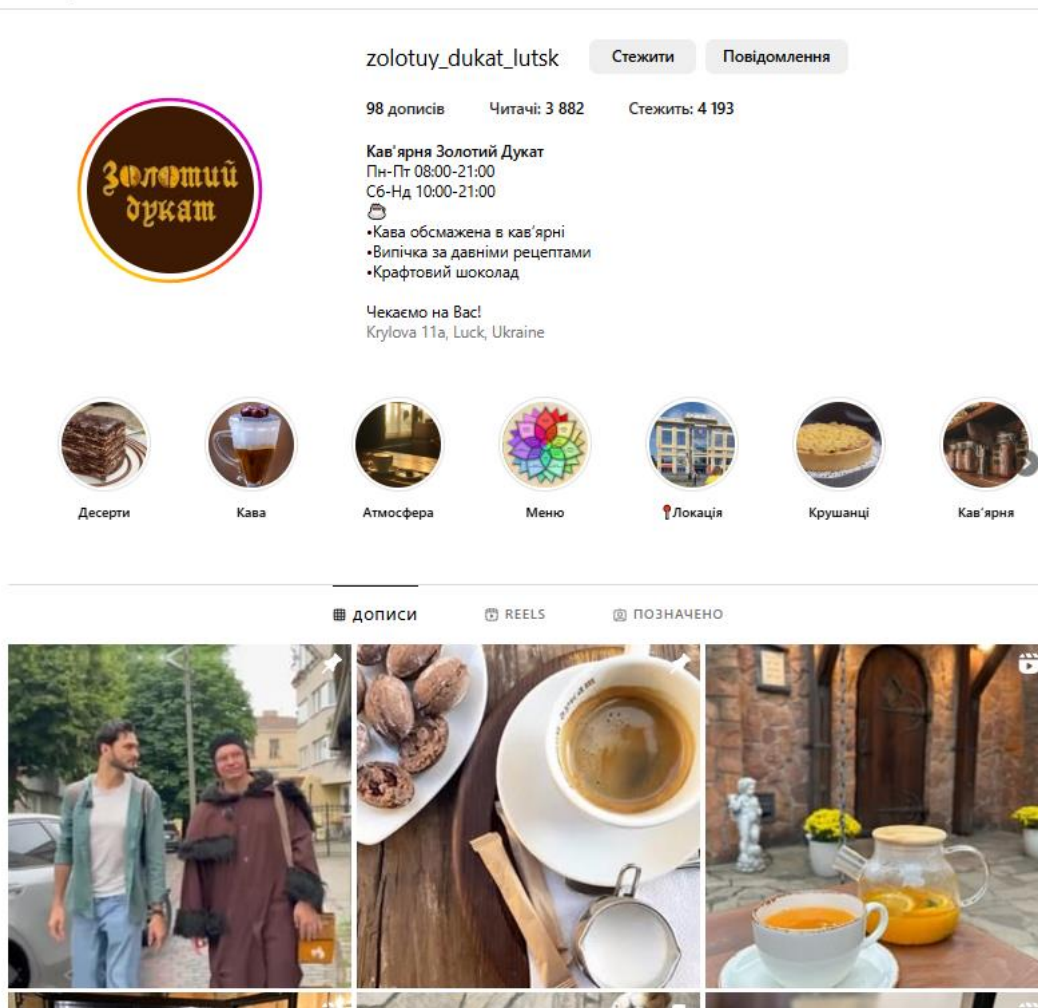 zolotuy_dukat_lutsk Стежити Повідомлення
98 дописів Читачі: 3 882 Стежить: 4 193
Золотий
дукат
Кав'ярня Золотий Дукат
Пн-Пт 08:00-21:00
Сб-Нд 10:00-21:00
•Кава обсмажена в кав’ярні
•Випічка за давніми рецептами
•Крафтовий шоколад
Чекаємо на Вас!
Krylova 11a, Luck, Ukraine
Десерти Кава Атмосфера Меню Локація Крушанці Кав’ярня
ДОПИСИ REELS ПОЗНАЧЕНО